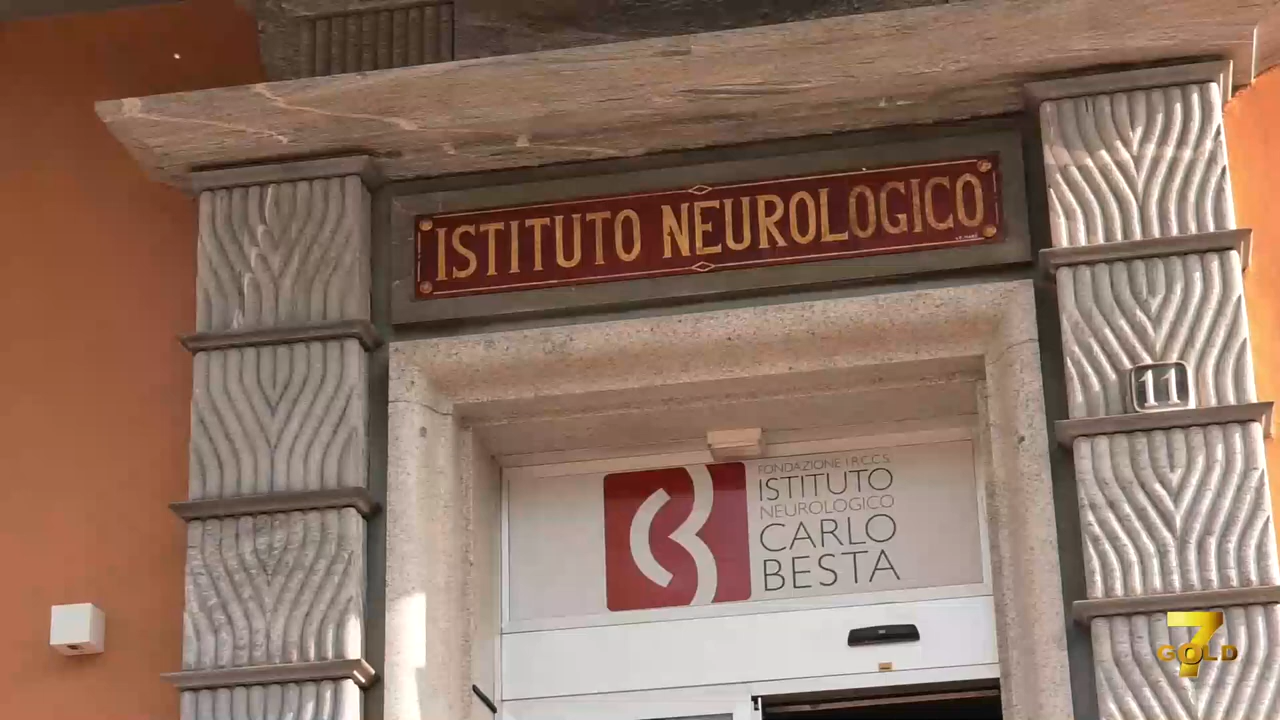 ISTITUTO NEUROLOGICO
11
FONDAZIONE I.R.C.C.S.
ISTITUTO
NEUROLOGICO
CARLO
BESTA
7
GOLD